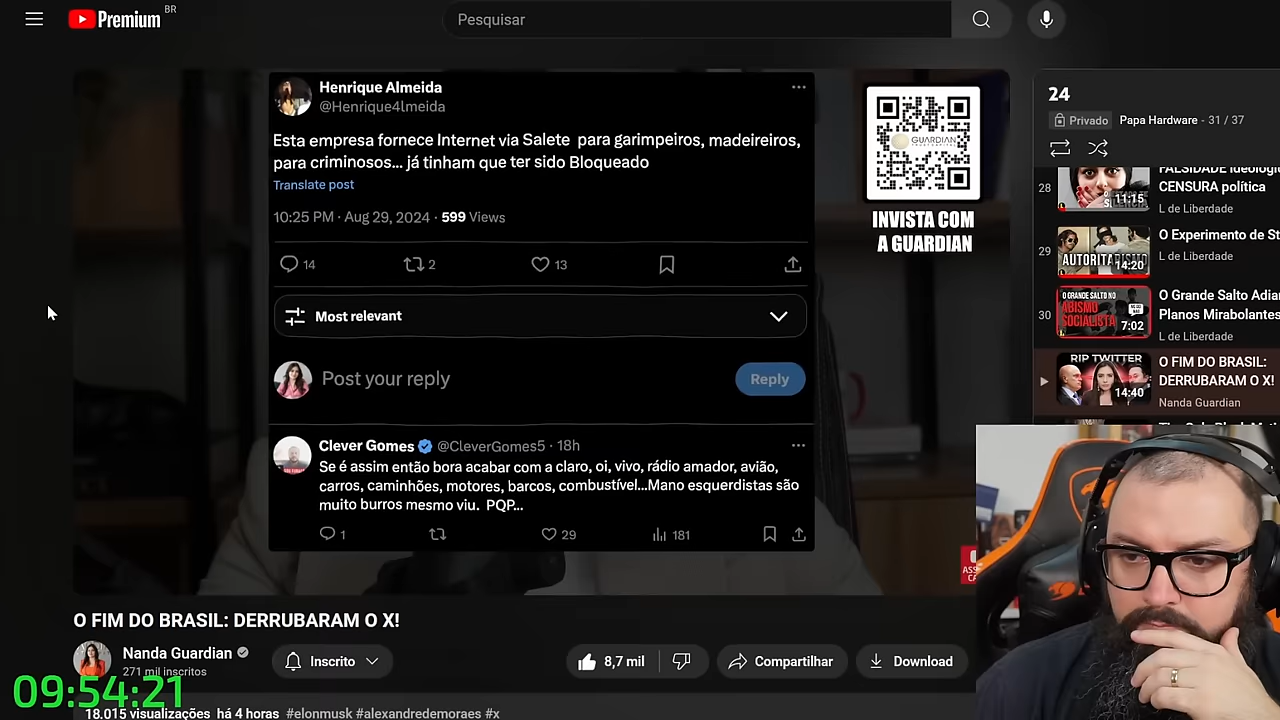 Premium BR
Pesquisar
Henrique Almeida
@Henrique4lmeida
Esta empresa fornece Internet via Salete para garimpeiros, madeireiros,
para criminosos... já tinham que ter sido Bloqueado
Translate post
10:25 PM · Aug 29, 2024 · 599 Views
14
2
13
Most relevant
Post your reply
Reply
Clever Gomes @CleverGomes5 · 18h
Se é assim então bora acabar com a claro, oi, vivo, rádio amador, avião,
carros, caminhões, motores, barcos, combustível...Mano esquerdistas são
muito burros mesmo viu. PQP...
1
29
181
GUARDIAN
INVISTA COM
A GUARDIAN
24
Privado
Papa Hardware - 31 / 37
28
11:15
FALSIDADE
CENSURA política
L de Liberdade
29
AUTORITARISMO
14:20
O Experimento de St
L de Liberdade
30
O GRANDE SALTO NO
ABISMO
SOCIALISTA
7:02
O Grande Salto Adian
Planos Mirabolantes
L de Liberdade
RIP TWITTER
14:40
O FIM DO BRASIL:
DERRUBARAM O X!
Nanda Guardian
O FIM DO BRASIL: DERRUBARAM O X!
Nanda Guardian
271 mil inscritos
Inscrito
8,7 mil
Compartilhar
Download
09:54:21
18.015 visualizações há 4 horas #elonmusk #alexandredemoraes #x